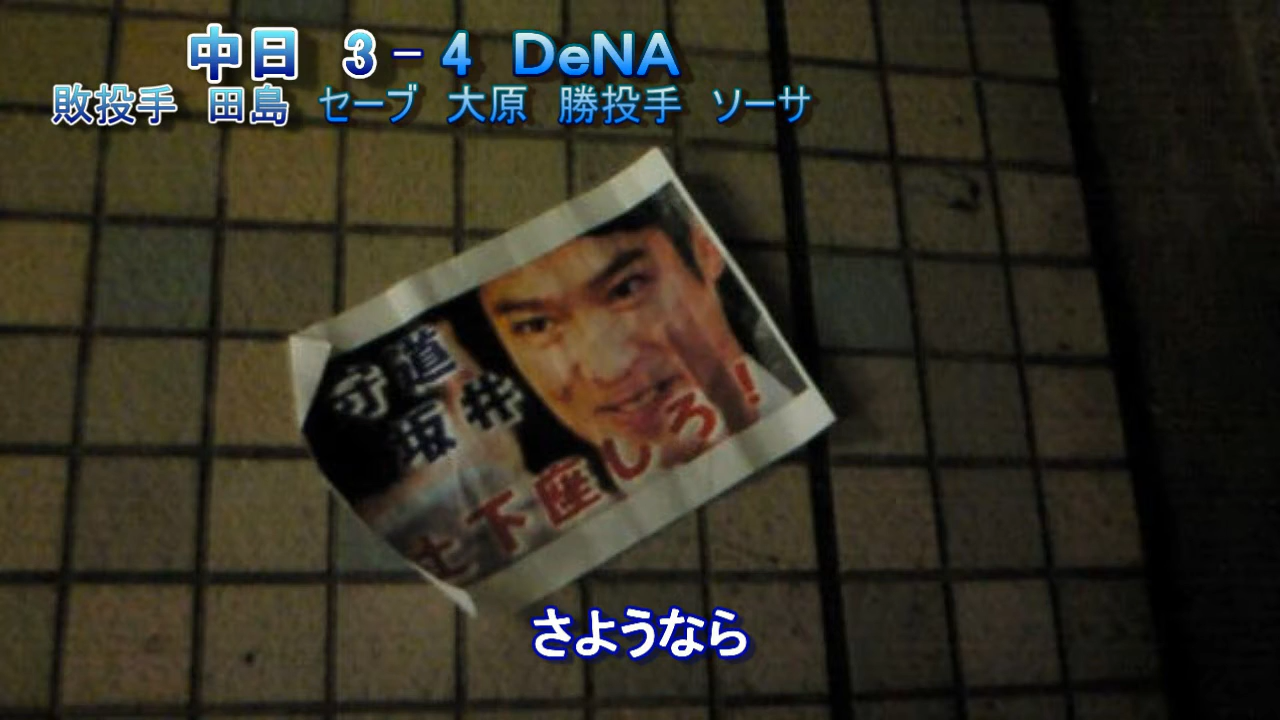 中日 3－4 DeNA
敗投手 田島 セーブ 大原 勝投手 ソーサ
守道
坂井
土下座しろ！
さようなら